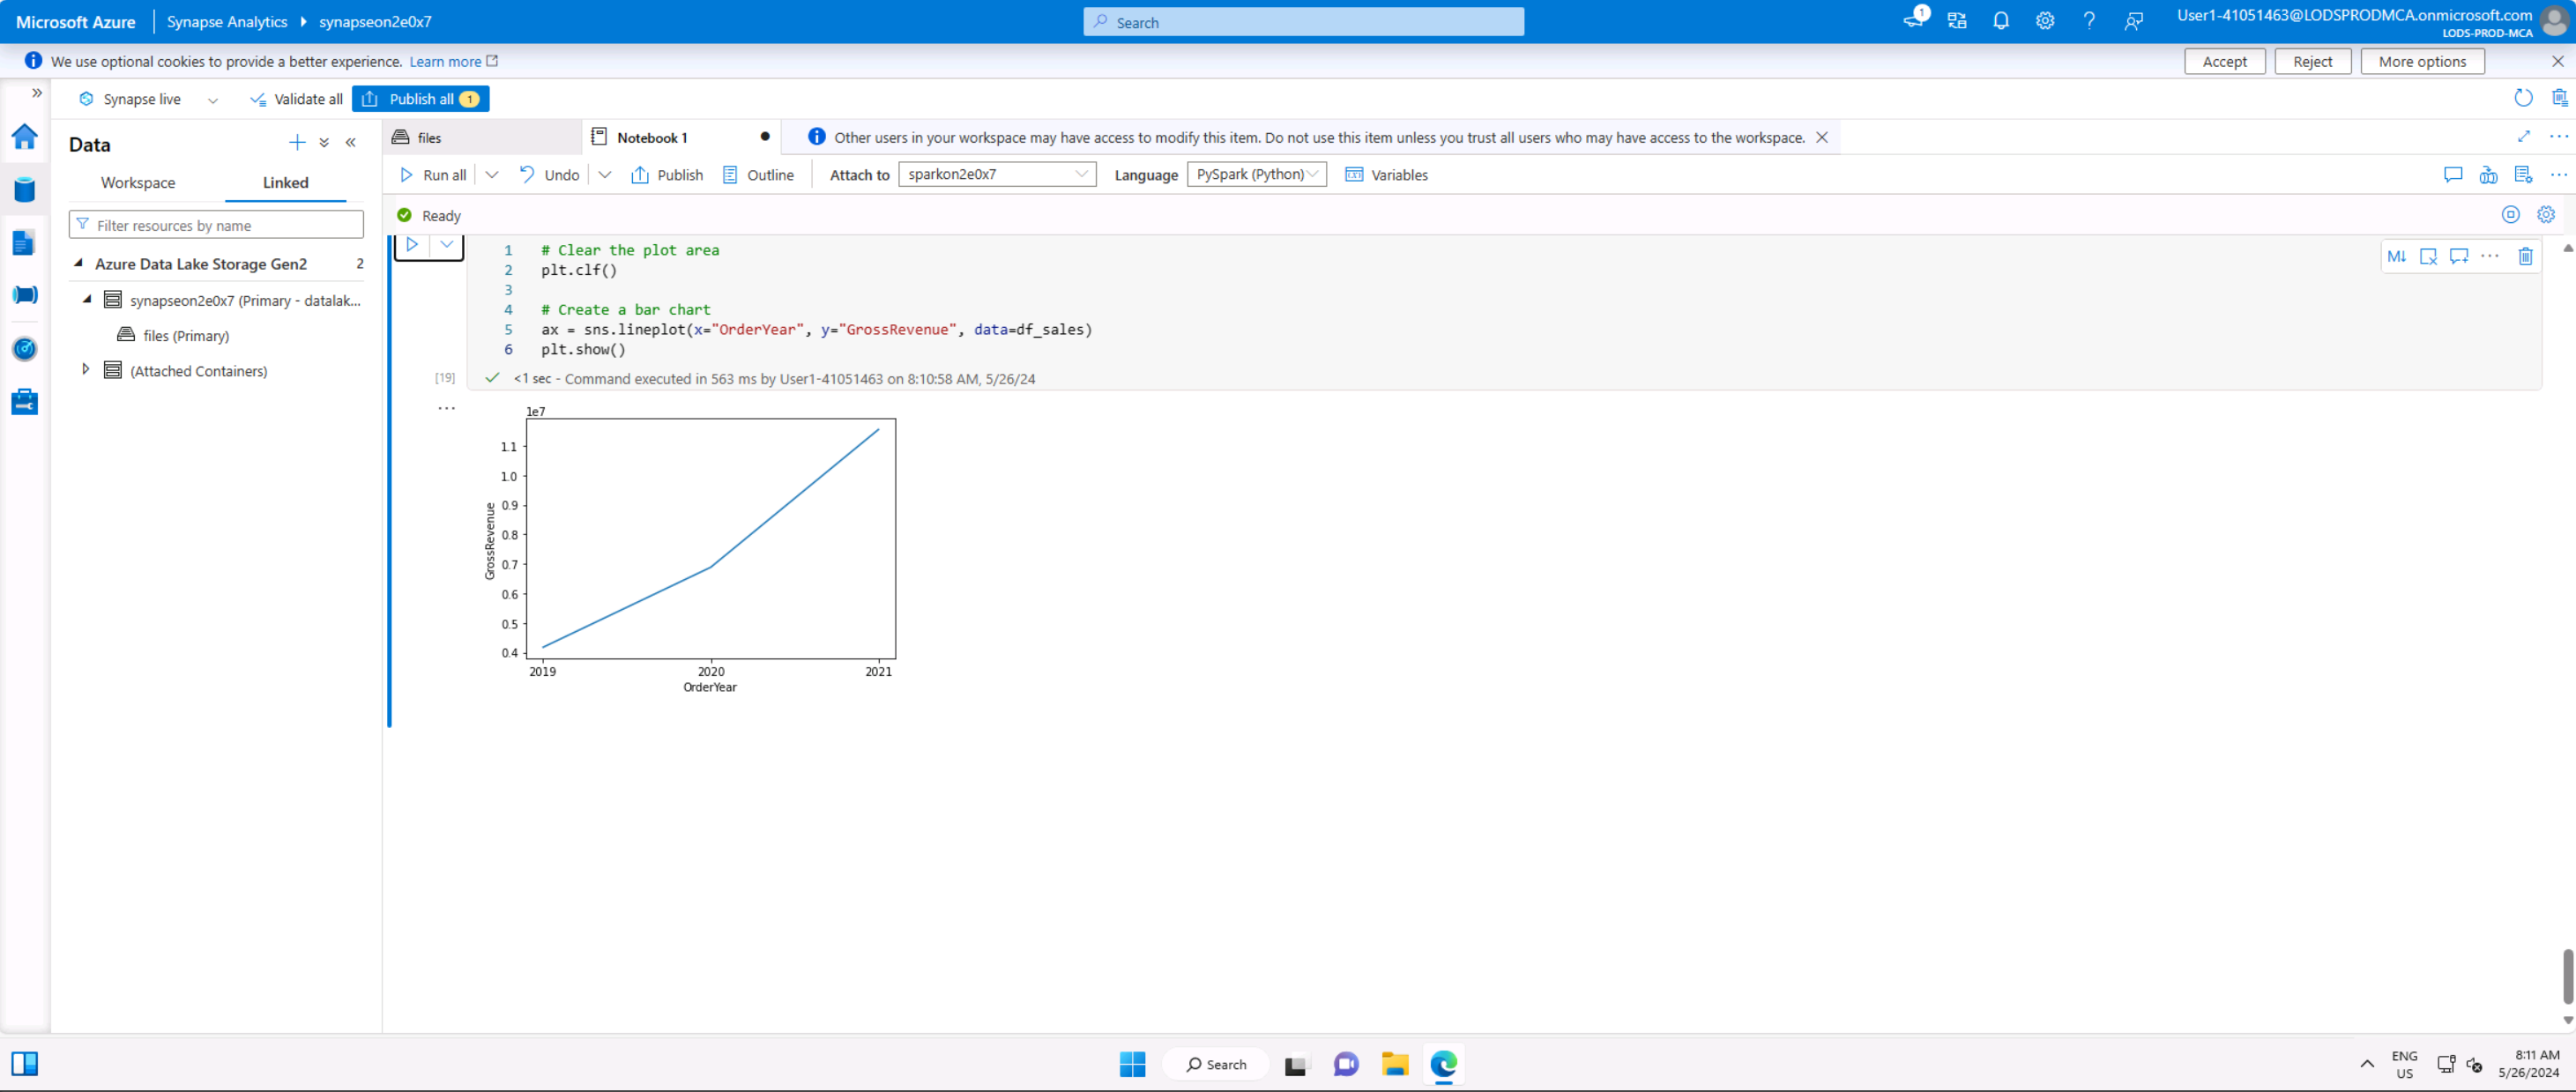 Microsoft Azure Synapse Analytics synapseon2e0x7 Search 1 User1-41051463@LODSPRODMCA.onmicrosoft.com
LODS-PROD-MCA
We use optional cookies to provide a better experience. Learn more Accept Reject More options
Synapse live Validate all Publish all 1
Data
Workspace Linked
Filter resources by name
Azure Data Lake Storage Gen2 2
synapseon2e0x7 (Primary - datalak...
files (Primary)
(Attached Containers)
files Notebook 1 Other users in your workspace may have access to modify this item. Do not use this item unless you trust all users who may have access to the workspace.
Run all Undo Publish Outline Attach to sparkon2e0x7 Language PySpark (Python) Variables
Ready
1 # Clear the plot area
2 plt.clf()
3
4 # Create a bar chart
5 ax = sns.lineplot(x="OrderYear", y="GrossRevenue", data=df_sales)
6 plt.show()
M↓
[19] <1 sec - Command executed in 563 ms by User1-41051463 on 8:10:58 AM, 5/26/24
1e7
1.1
1.0
0.9
0.8
0.7
0.6
0.5
0.4
GrossRevenue
2019 2020 2021
OrderYear
Search
ENG
US
8:11 AM
5/26/2024